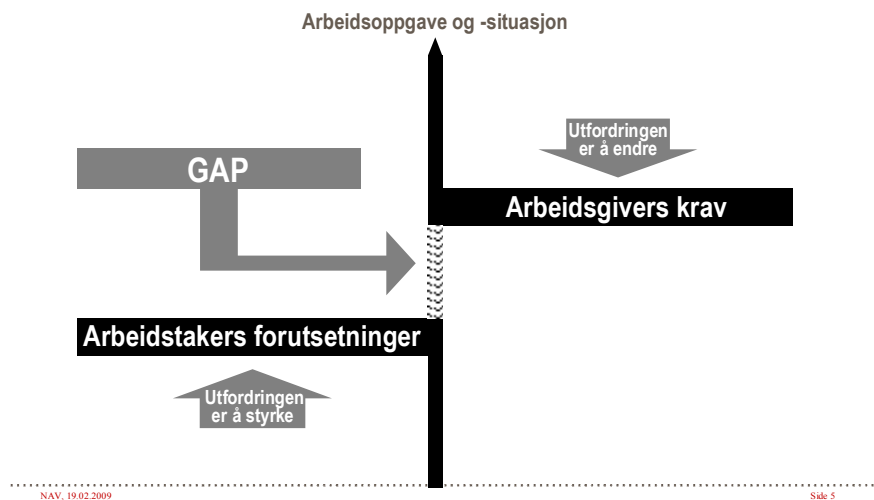 Arbeidsoppgave og -situasjon
Utfordringen
er å endre
GAP
Arbeidsgivers krav
Arbeidstakers forutsetninger
Utfordringen
er å styrke
NAV, 19.02.2009
Side 5